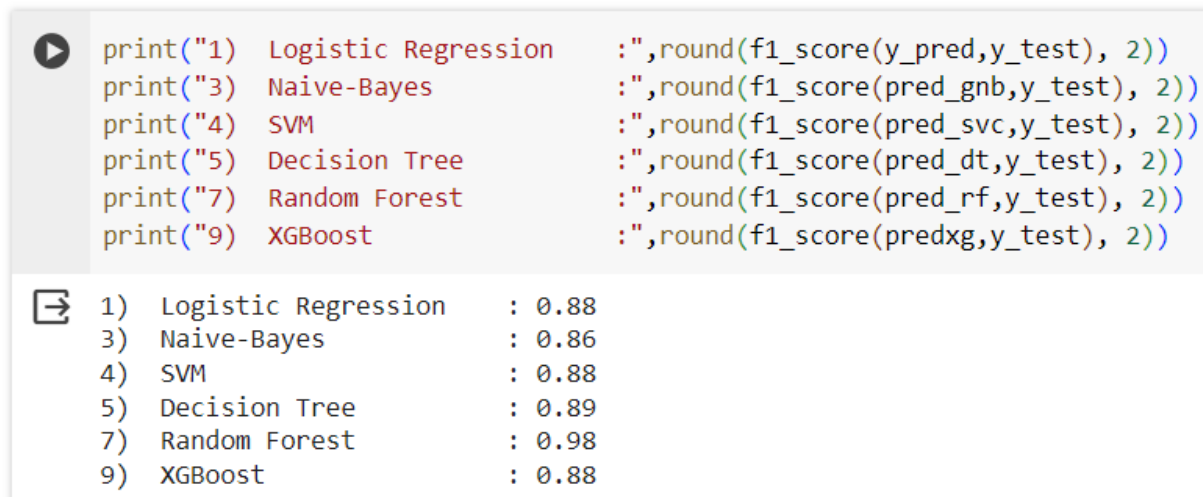 print("1)  Logistic Regression    :",round(f1_score(y_pred,y_test), 2))
print("3)  Naive-Bayes            :",round(f1_score(pred_gnb,y_test), 2))
print("4)  SVM                    :",round(f1_score(pred_svc,y_test), 2))
print("5)  Decision Tree          :",round(f1_score(pred_dt,y_test), 2))
print("7)  Random Forest          :",round(f1_score(pred_rf,y_test), 2))
print("9)  XGBoost                :",round(f1_score(predxg,y_test), 2))
1)  Logistic Regression    : 0.88
3)  Naive-Bayes            : 0.86
4)  SVM                    : 0.88
5)  Decision Tree          : 0.89
7)  Random Forest          : 0.98
9)  XGBoost                : 0.88